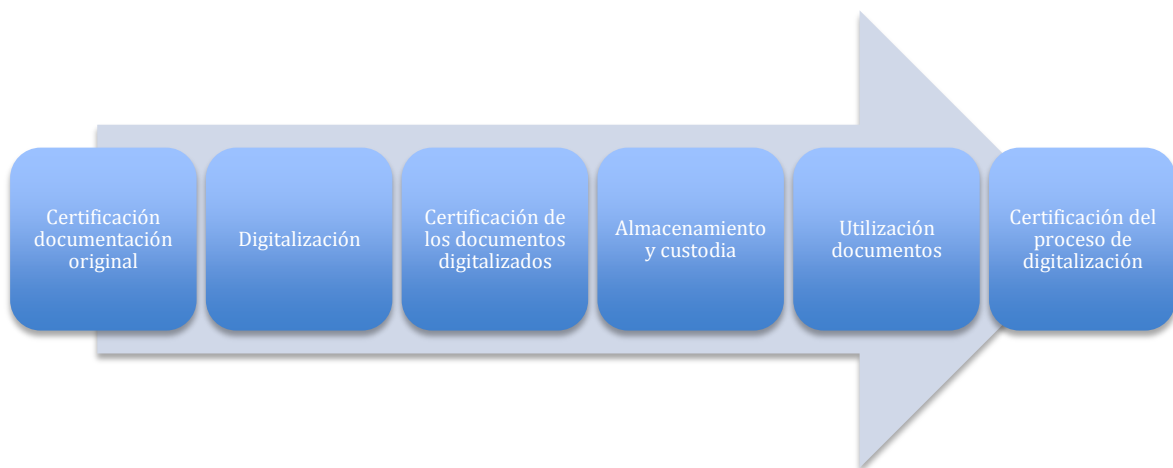 Certificación
documentación
original
Digitalización
Certificación de
los documentos
digitalizados
Almacenamiento
y custodia
Utilización
documentos
Certificación del
proceso de
digitalización